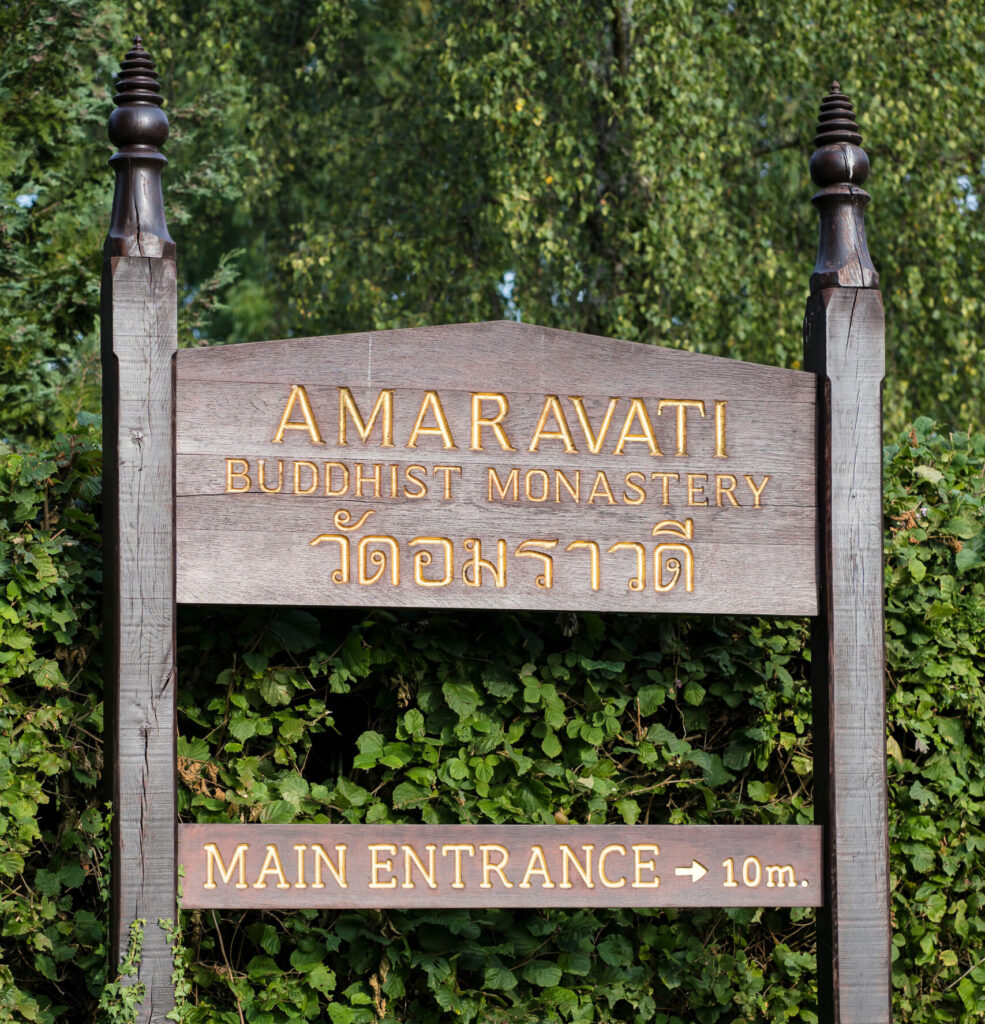 AMARAVATI
BUDDHIST MONASTERY
วัดอมราวดี
MAIN ENTRANCE → 10m.